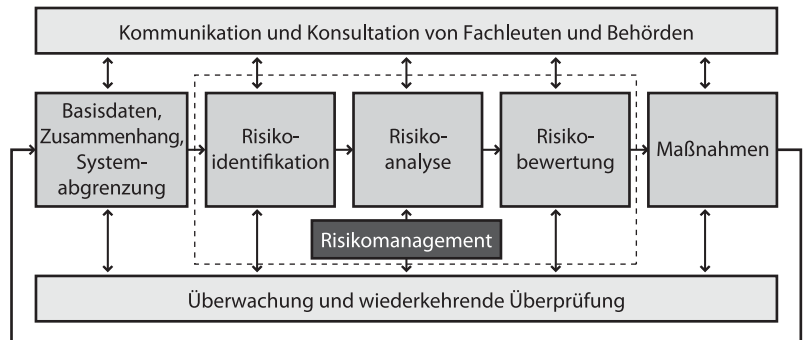 Kommunikation und Konsultation von Fachleuten und Behörden
Basisdaten,
Zusammenhang,
System-
abgrenzung
Risiko-
identifikation
Risiko-
analyse
Risiko-
bewertung
Maßnahmen
Risikomanagement
Überwachung und wiederkehrende Überprüfung